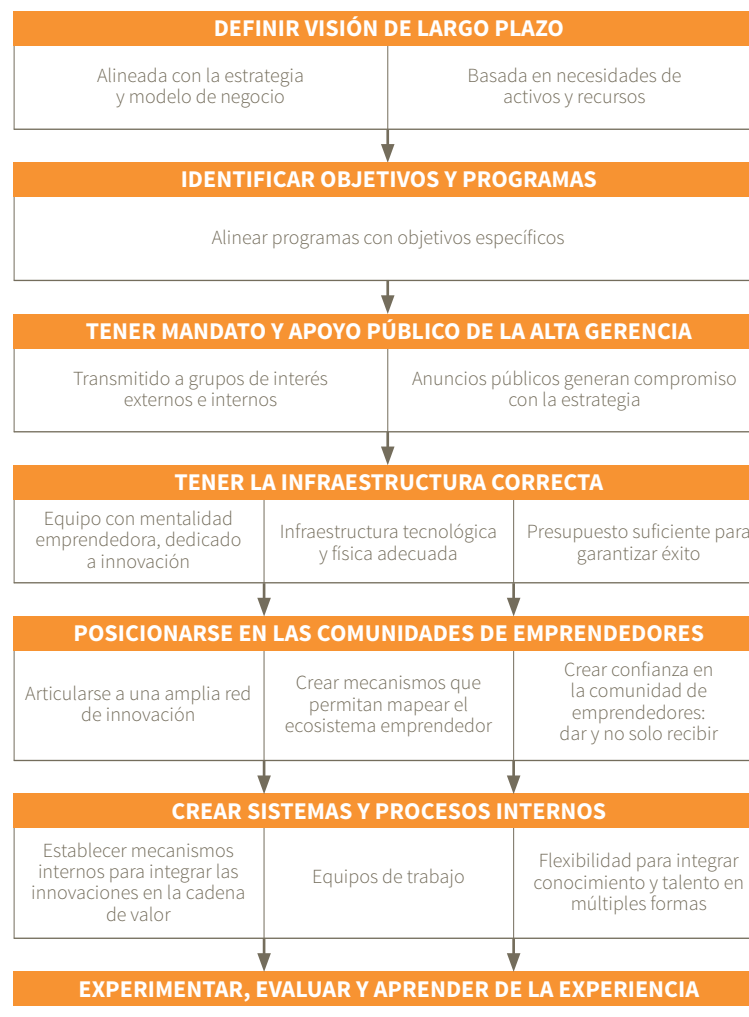 DEFINIR VISIÓN DE LARGO PLAZO
Alineada con la estrategia
y modelo de negocio
Basada en necesidades de
activos y recursos
IDENTIFICAR OBJETIVOS Y PROGRAMAS
Alinear programas con objetivos específicos
TENER MANDATO Y APOYO PÚBLICO DE LA ALTA GERENCIA
Transmitido a grupos de interés
externos e internos
Anuncios públicos generan compromiso
con la estrategia
TENER LA INFRAESTRUCTURA CORRECTA
Equipo con mentalidad
emprendedora, dedicado
a innovación
Infraestructura tecnológica
y física adecuada
Presupuesto suficiente para
garantizar éxito
POSICIONARSE EN LAS COMUNIDADES DE EMPRENDEDORES
Articularse a una amplia red
de innovación
Crear mecanismos que
permitan mapear el
ecosistema emprendedor
Crear confianza en
la comunidad de
emprendedores:
dar y no solo recibir
CREAR SISTEMAS Y PROCESOS INTERNOS
Establecer mecanismos
internos para integrar las
innovaciones en la cadena
de valor
Equipos de trabajo
Flexibilidad para integrar
conocimiento y talento en
múltiples formas
EXPERIMENTAR, EVALUAR Y APRENDER DE LA EXPERIENCIA